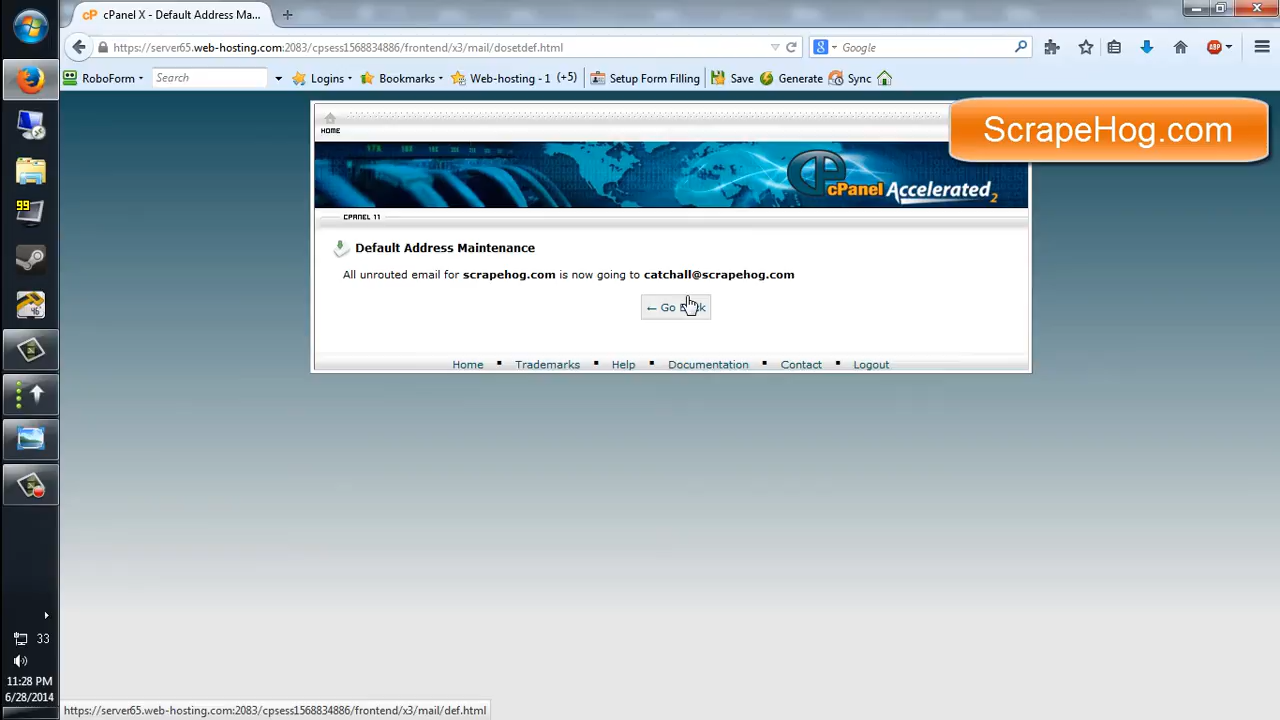 cPanel X - Default Address Ma...
https://server65.web-hosting.com:2083/cpsess1568834886/frontend/x3/mail/dosetdef.html
Google
RoboForm
Search
Logins
Bookmarks
Web-hosting - 1 (+5)
Setup Form Filling
Save
Generate
Sync
ScrapeHog.com
HOME
cPanel Accelerated 2
CPANEL 11
Default Address Maintenance
All unrouted email for scrapehog.com is now going to catchall@scrapehog.com
← Go
Home ▪ Trademarks ▪ Help ▪ Documentation ▪ Contact ▪ Logout
99
46
33
11:28 PM
6/28/2014
https://server65.web-hosting.com:2083/cpsess1568834886/frontend/x3/mail/def.html